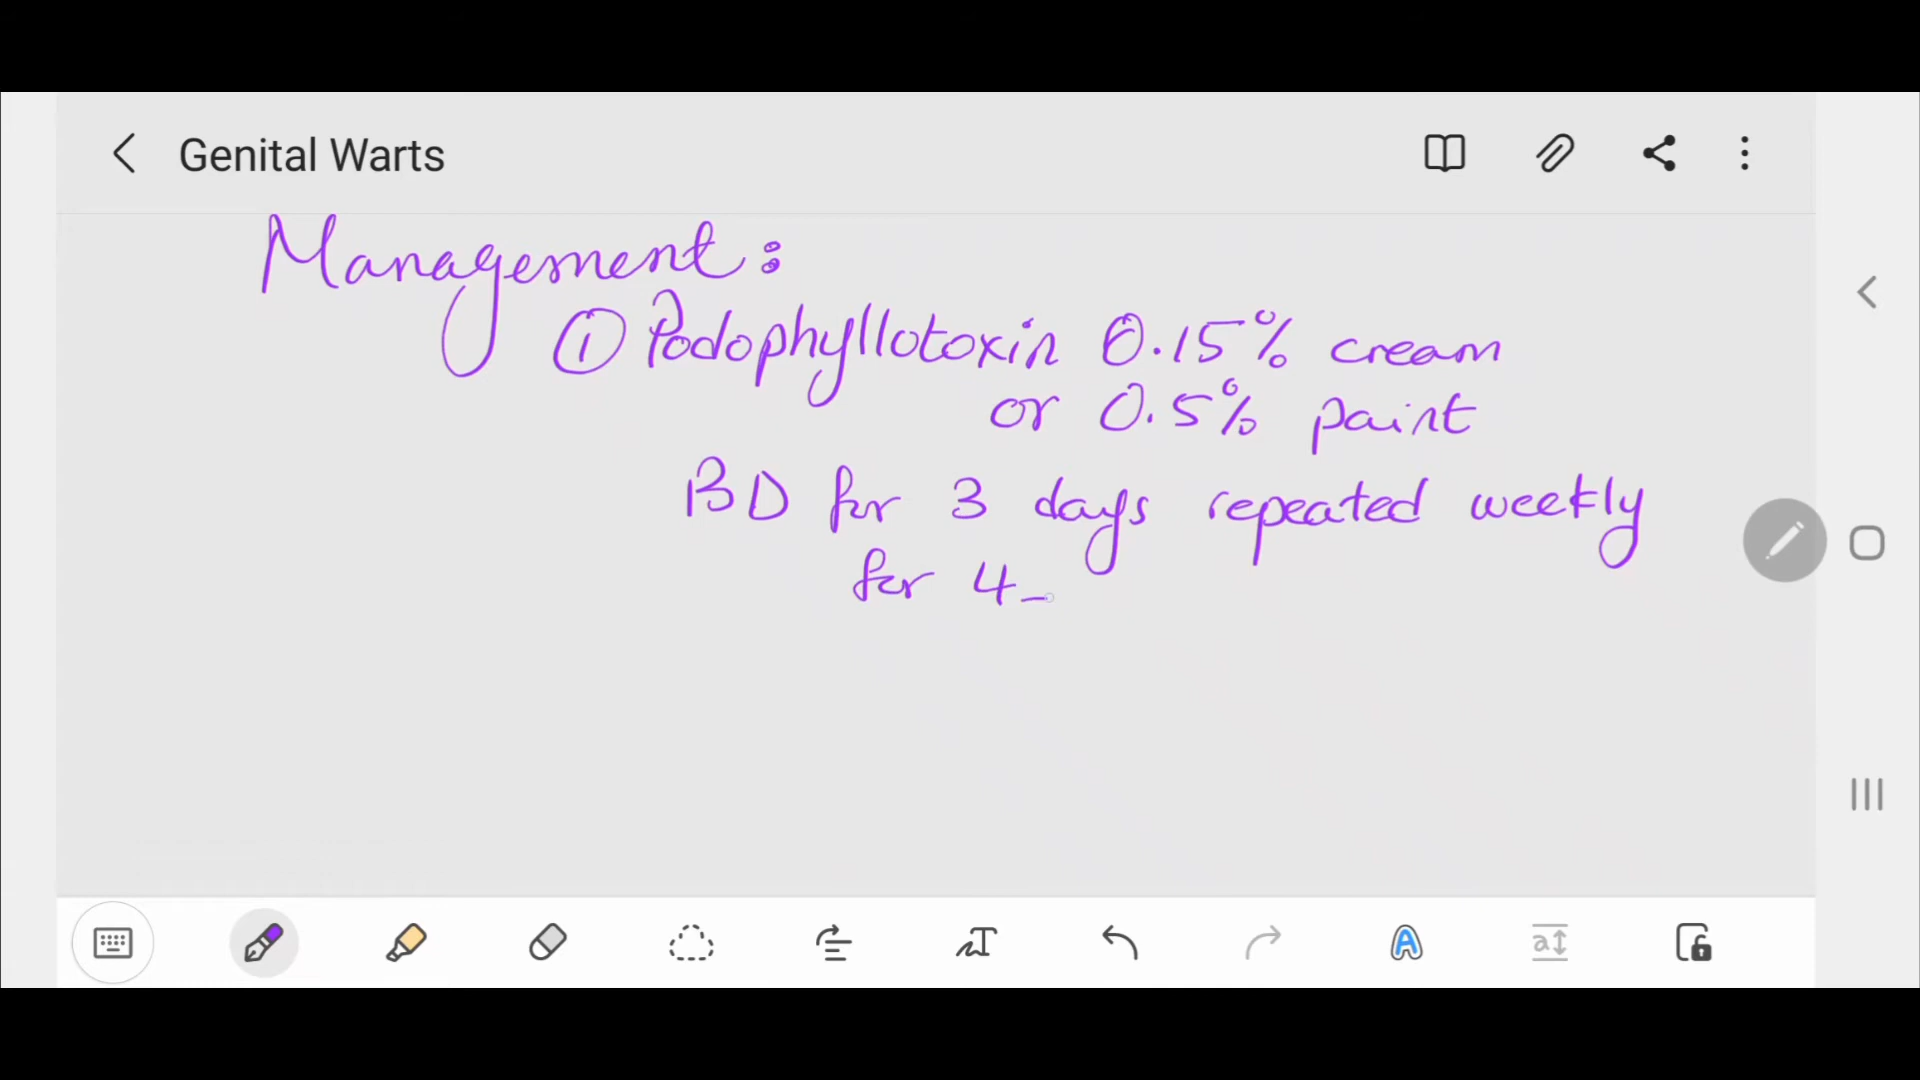 Genital Warts
Management:
① Podophyllotoxin 0.15% cream
or 0.5% paint
BD for 3 days repeated weekly
for 4-